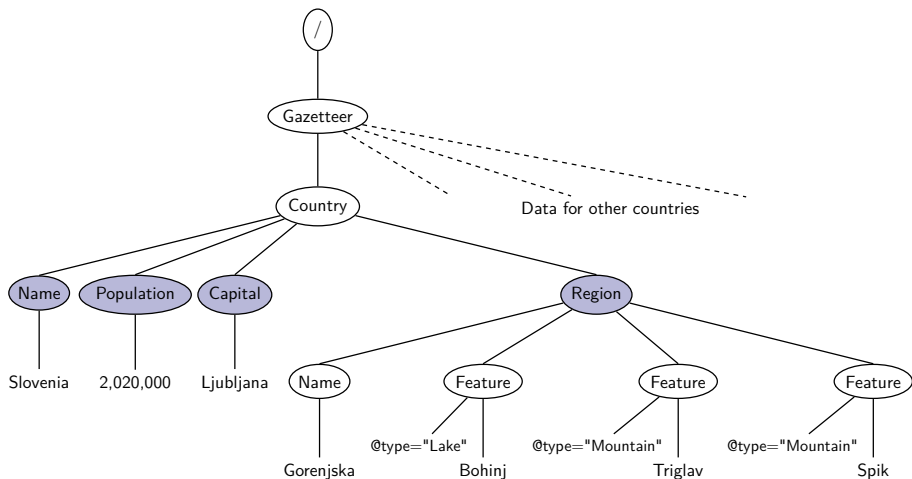 /
Gazetteer
Country
Data for other countries
Name Population Capital Region
Slovenia 2,020,000 Ljubljana Name Feature Feature Feature
@type="Lake" @type="Mountain" @type="Mountain"
Gorenjska Bohinj Triglav Spik